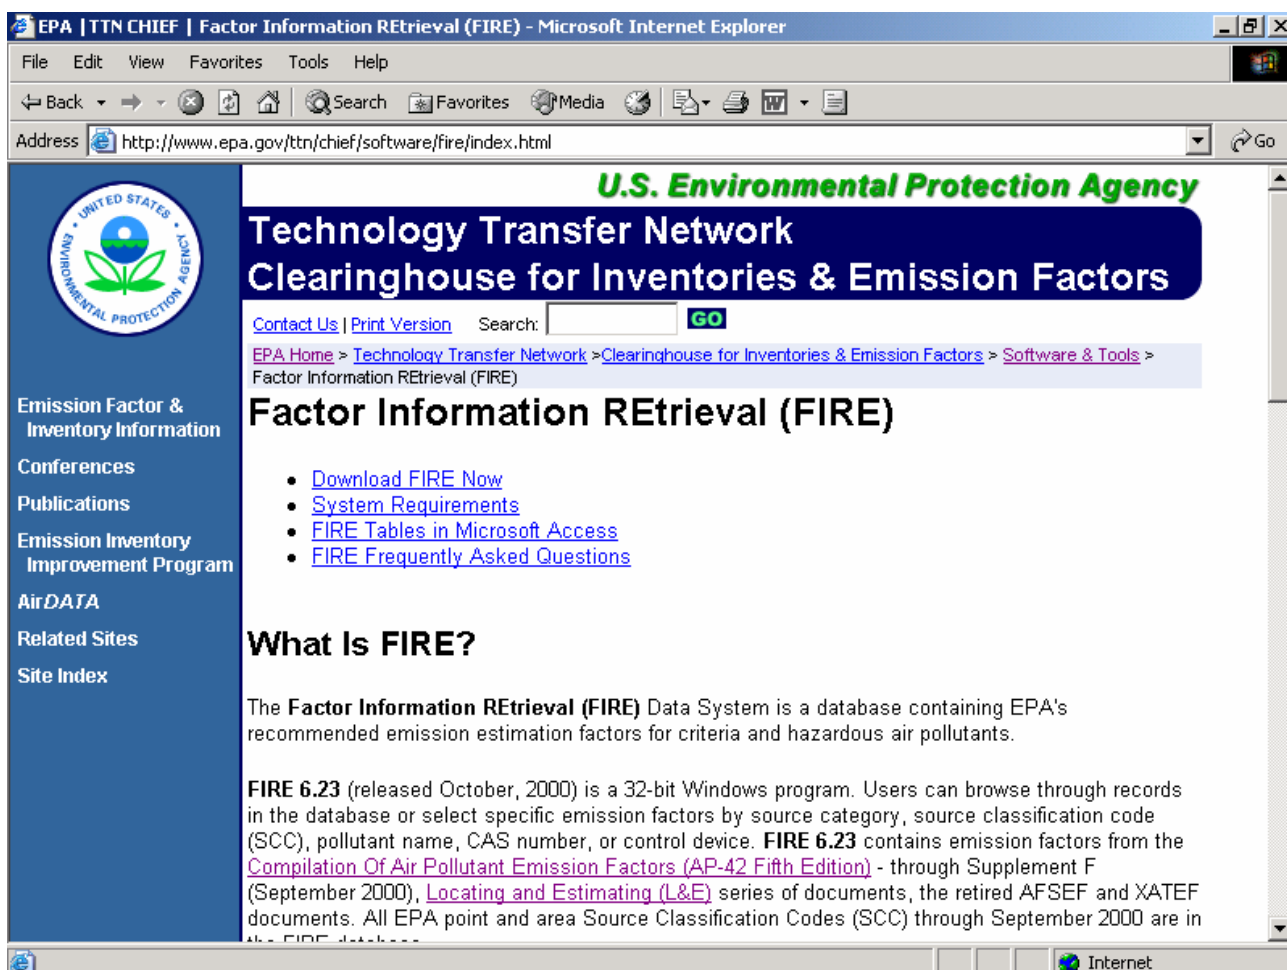 EPA | TTN CHIEF | Factor Information REtrieval (FIRE) - Microsoft Internet Explorer
File Edit View Favorites Tools Help
Back Search Favorites Media
Address http://www.epa.gov/ttn/chief/software/fire/index.html Go
UNITED STATES
ENVIRONMENTAL PROTECTION AGENCY
U.S. Environmental Protection Agency
Technology Transfer Network
Clearinghouse for Inventories & Emission Factors
Contact Us | Print Version Search: GO
EPA Home > Technology Transfer Network >Clearinghouse for Inventories & Emission Factors > Software & Tools >
Factor Information REtrieval (FIRE)
Emission Factor &
Inventory Information
Conferences
Publications
Emission Inventory
Improvement Program
AirDATA
Related Sites
Site Index
Factor Information REtrieval (FIRE)
• Download FIRE Now
• System Requirements
• FIRE Tables in Microsoft Access
• FIRE Frequently Asked Questions
What Is FIRE?
The Factor Information REtrieval (FIRE) Data System is a database containing EPA's
recommended emission estimation factors for criteria and hazardous air pollutants.
FIRE 6.23 (released October, 2000) is a 32-bit Windows program. Users can browse through records
in the database or select specific emission factors by source category, source classification code
(SCC), pollutant name, CAS number, or control device. FIRE 6.23 contains emission factors from the
Compilation Of Air Pollutant Emission Factors (AP-42 Fifth Edition) - through Supplement F
(September 2000), Locating and Estimating (L&E) series of documents, the retired AFSEF and XATEF
documents. All EPA point and area Source Classification Codes (SCC) through September 2000 are in
Internet